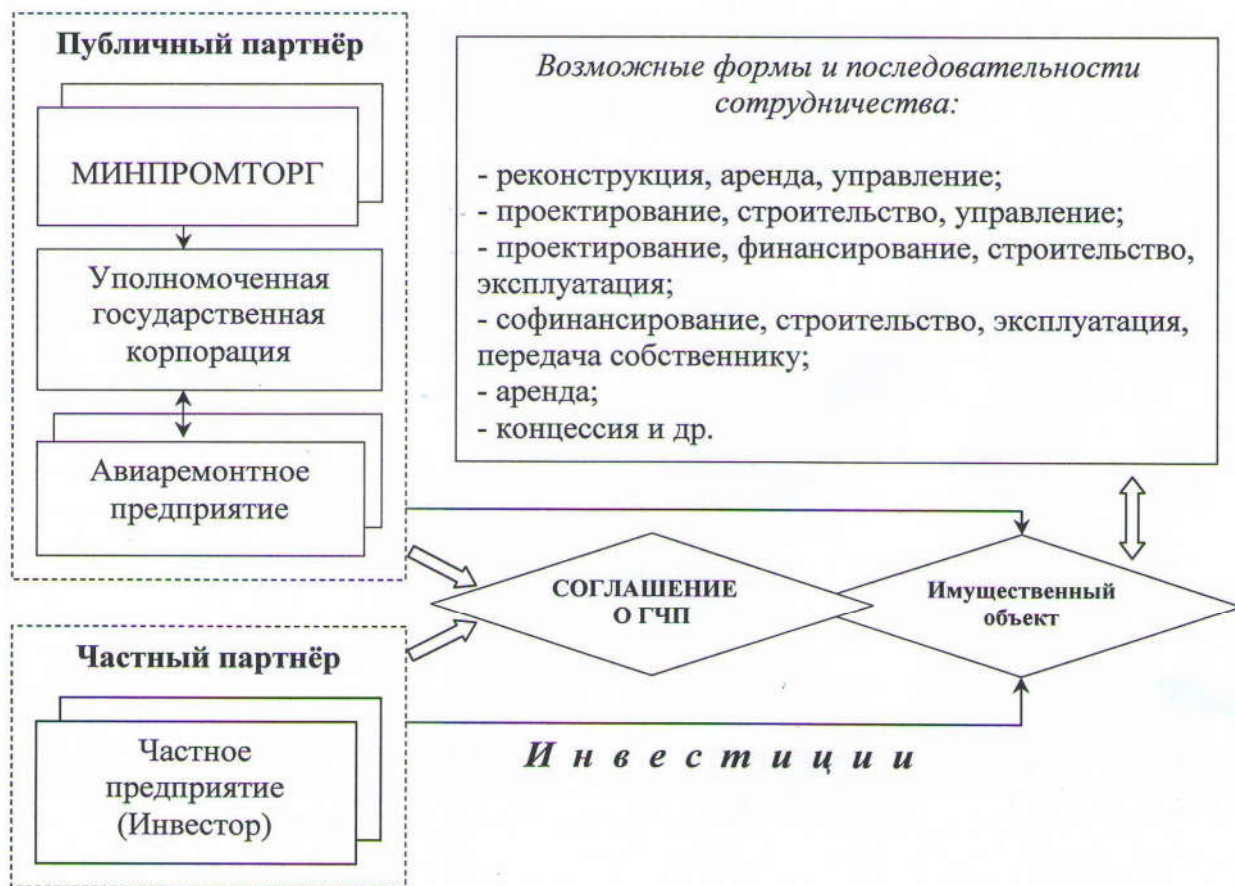 Публичный партнёр
МИНПРОМТОРГ
Уполномоченная
государственная
корпорация
Авиаремонтное
предприятие
Возможные формы и последовательности
сотрудничества:
- реконструкция, аренда, управление;
- проектирование, строительство, управление;
- проектирование, финансирование, строительство,
эксплуатация;
- софинансирование, строительство, эксплуатация,
передача собственнику;
- аренда;
- концессия и др.
СОГЛАШЕНИЕ
О ГЧП
Имущественный
объект
Частный партнёр
Частное
предприятие
(Инвестор)
И н в е с т и ц и и